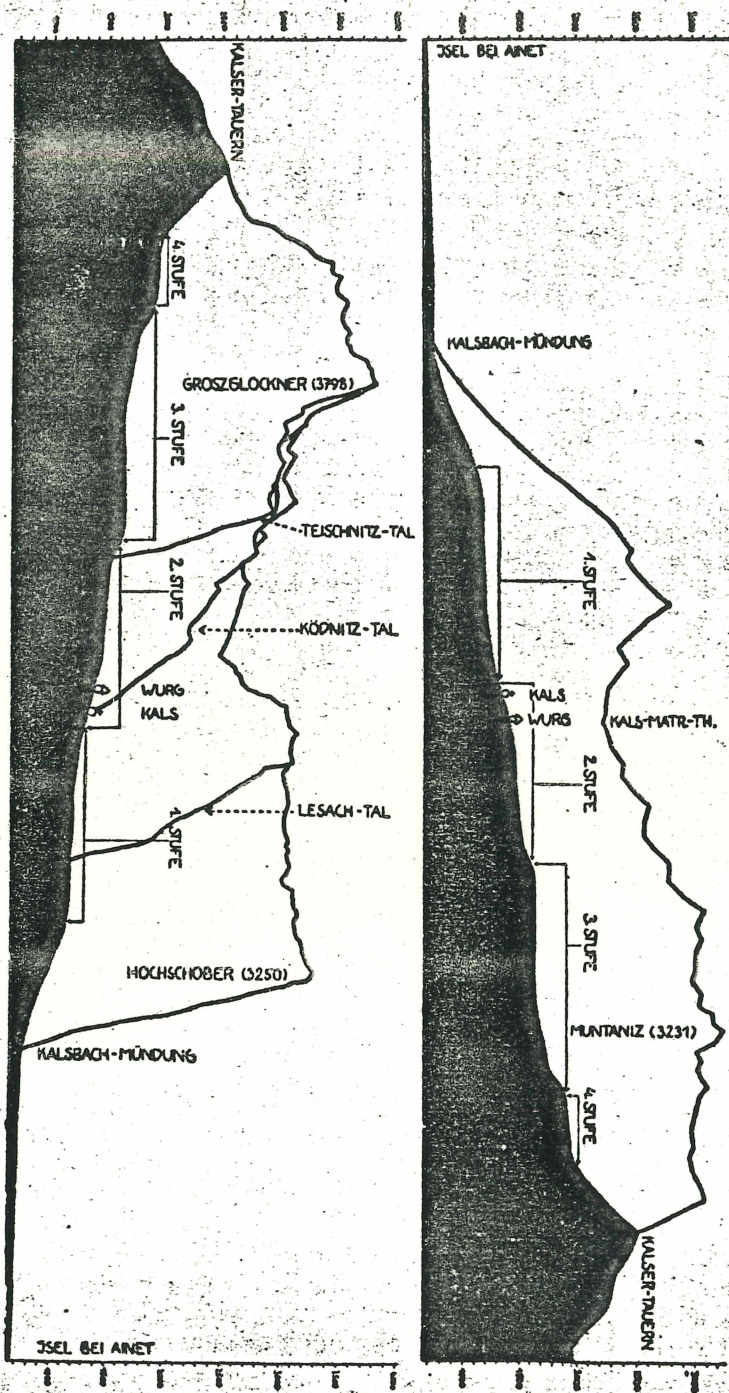 KALSER-TAUERN
4. STUFE
3. STUFE
GROSZGLOCKNER (3798)
TEISCHNITZ-TAL
2. STUFE
KÖDNITZ-TAL
WURG
KALS
LESACH-TAL
1. STUFE
HOCHSCHOBER (3250)
KALSBACH-MÜNDUNG
JSEL BEI AINET
JSEL BEI AINET
KALSBACH-MÜNDUNG
1. STUFE
KALS
WURG
KALS-MATR-TH.
2. STUFE
3. STUFE
MUNTANIZ (3231)
4. STUFE
KALSER-TAUERN